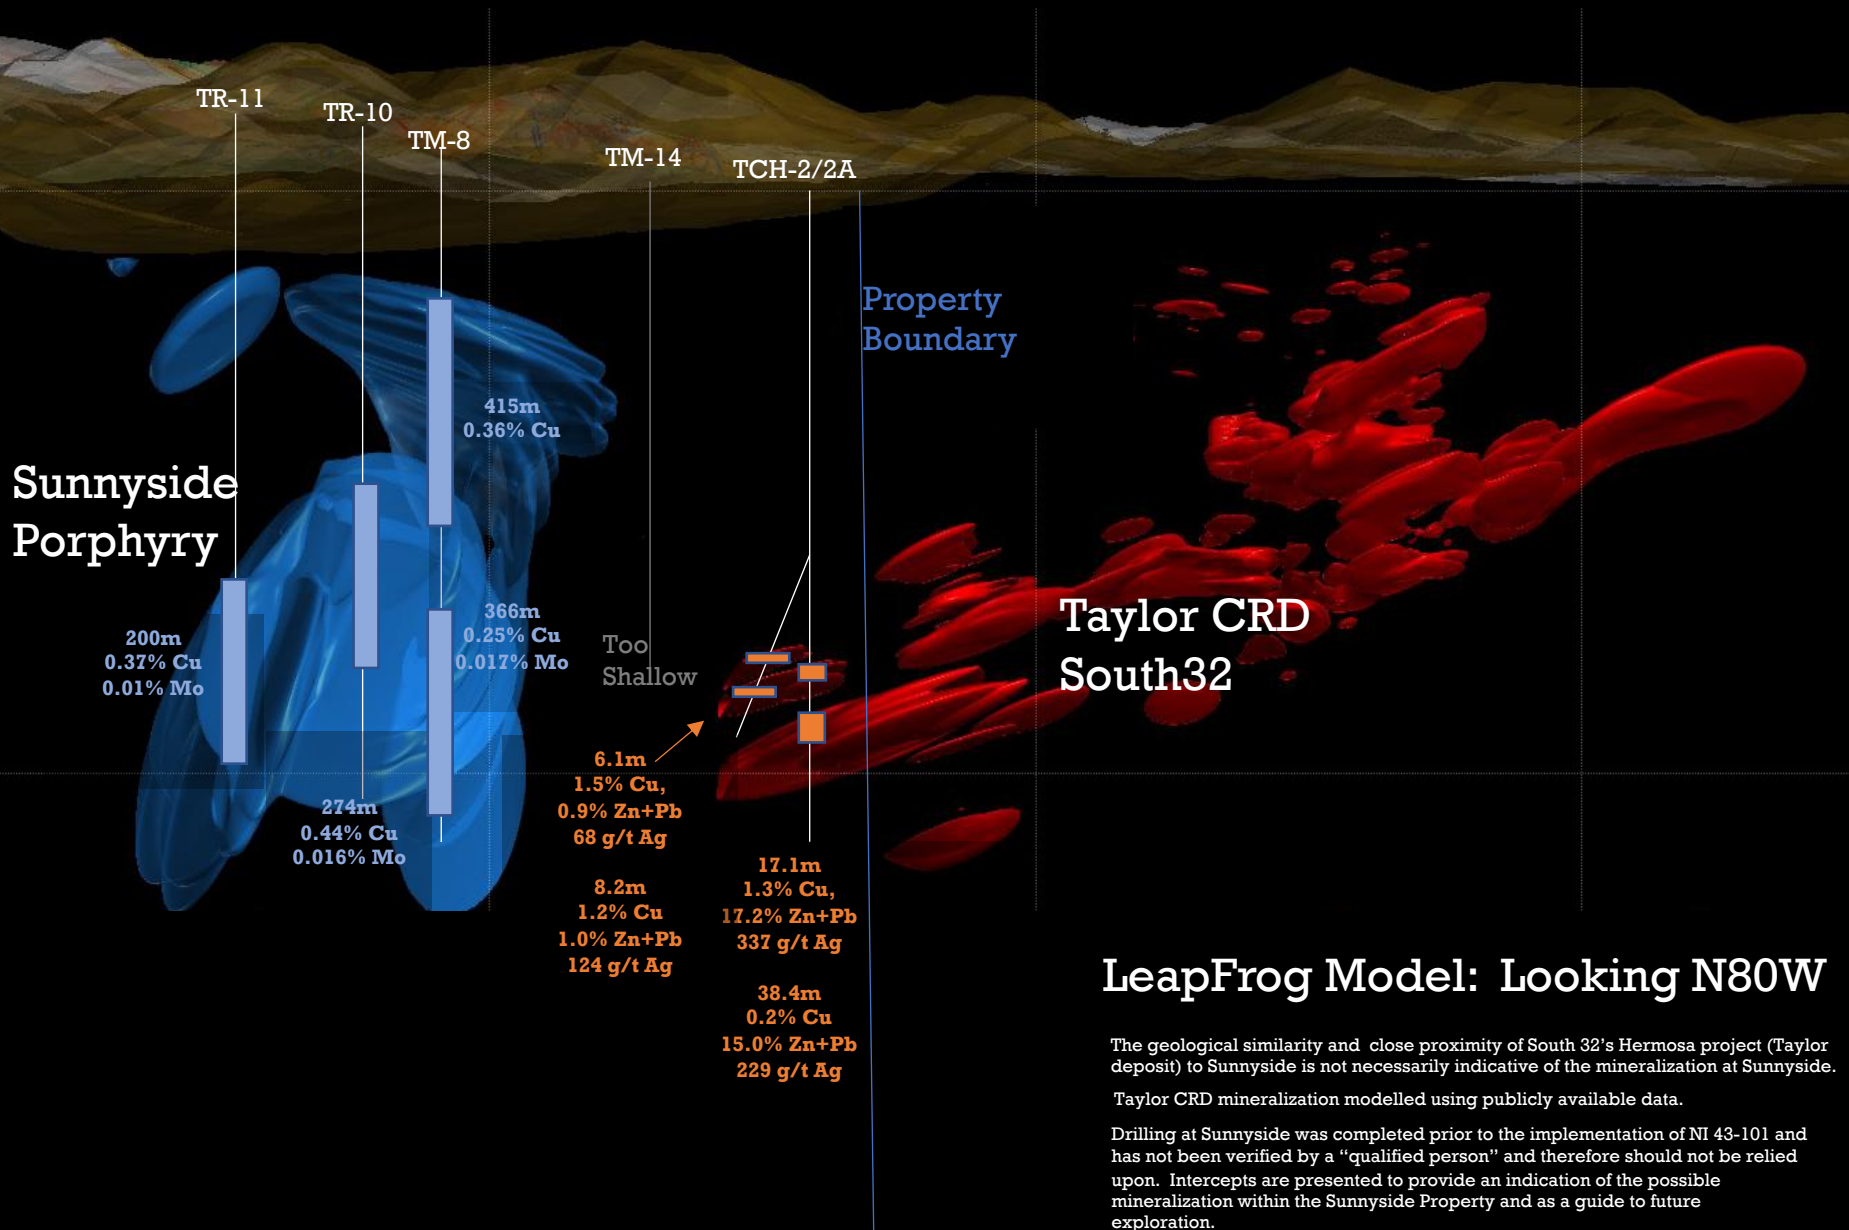 TR-11
TR-10
TM-8
TM-14
TCH-2/2A
Property
Boundary
415m
0.36% Cu
Sunnyside
Porphyry
200m
0.37% Cu
0.01% Mo
366m
0.25% Cu
0.017% Mo
Too
Shallow
Taylor CRD
South32
274m
0.44% Cu
0.016% Mo
6.1m
1.5% Cu,
0.9% Zn+Pb
68 g/t Ag
8.2m
1.2% Cu
1.0% Zn+Pb
124 g/t Ag
17.1m
1.3% Cu,
17.2% Zn+Pb
337 g/t Ag
38.4m
0.2% Cu
15.0% Zn+Pb
229 g/t Ag
LeapFrog Model: Looking N80W
The geological similarity and close proximity of South 32’s Hermosa project (Taylor
deposit) to Sunnyside is not necessarily indicative of the mineralization at Sunnyside.
Taylor CRD mineralization modelled using publicly available data.
Drilling at Sunnyside was completed prior to the implementation of NI 43-101 and
has not been verified by a “qualified person” and therefore should not be relied
upon. Intercepts are presented to provide an indication of the possible
mineralization within the Sunnyside Property and as a guide to future
exploration.